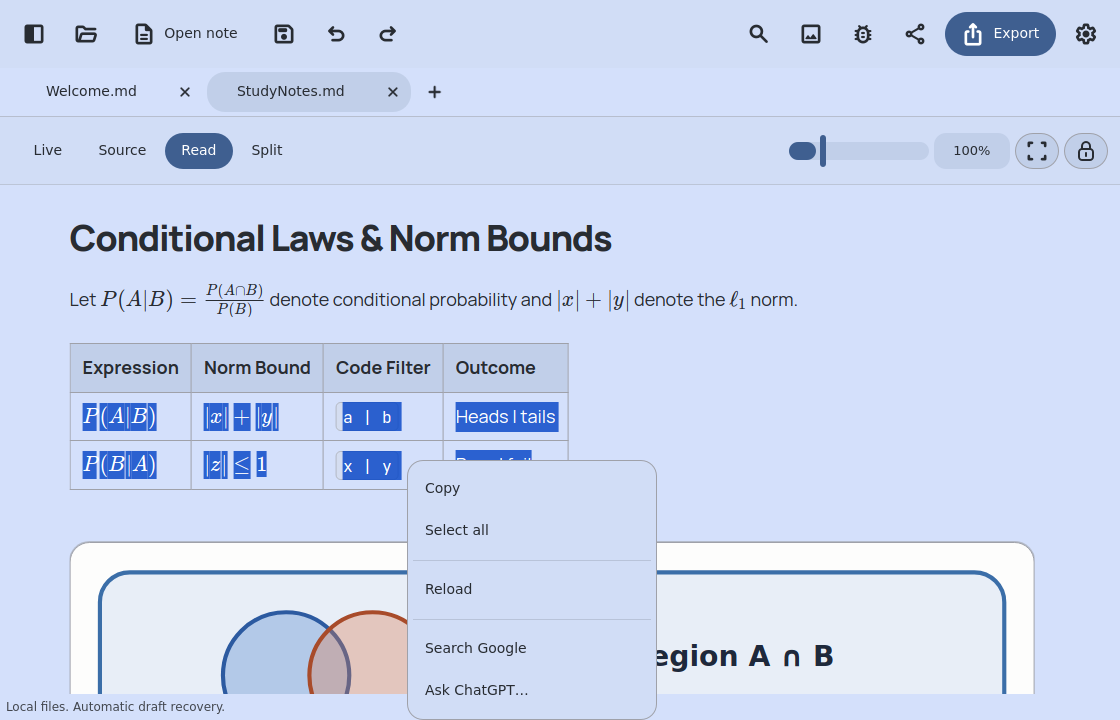 Open note
Export
Welcome.md
StudyNotes.md
Live Source Read Split
100%
Conditional Laws & Norm Bounds
Let P(A|B) = P(A∩B)/P(B) denote conditional probability and |x| + |y| denote the ℓ₁ norm.
Expression Norm Bound Code Filter Outcome
P(A|B) |x| + |y| a | b Heads | tails
P(B|A) |z| ≤ 1 x | y
Copy
Select all
Reload
Search Google
Ask ChatGPT…
A ∩ B
Local files. Automatic draft recovery.